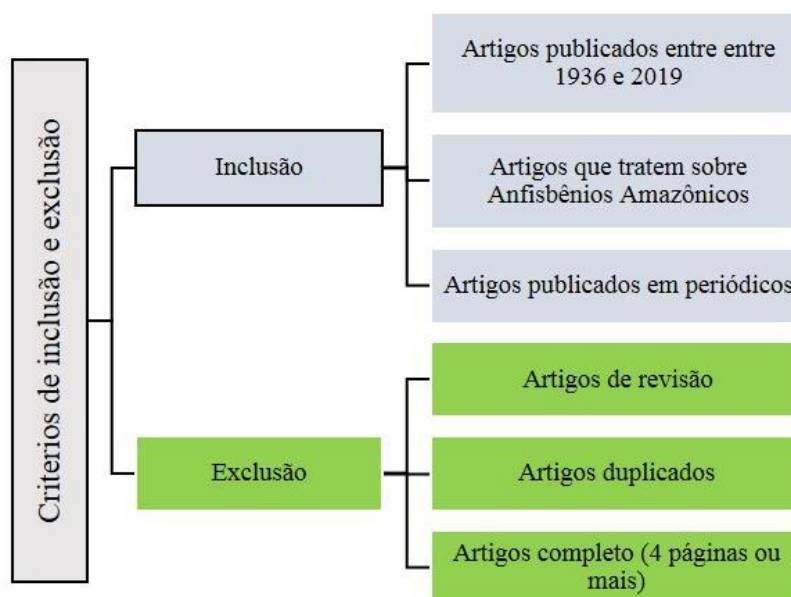 Criterios de inclusão e exclusão
Inclusão
Artigos publicados entre entre
1936 e 2019
Artigos que tratem sobre
Anfisbênios Amazônicos
Artigos publicados em periódicos
Exclusão
Artigos de revisão
Artigos duplicados
Artigos completo (4 páginas ou
mais)